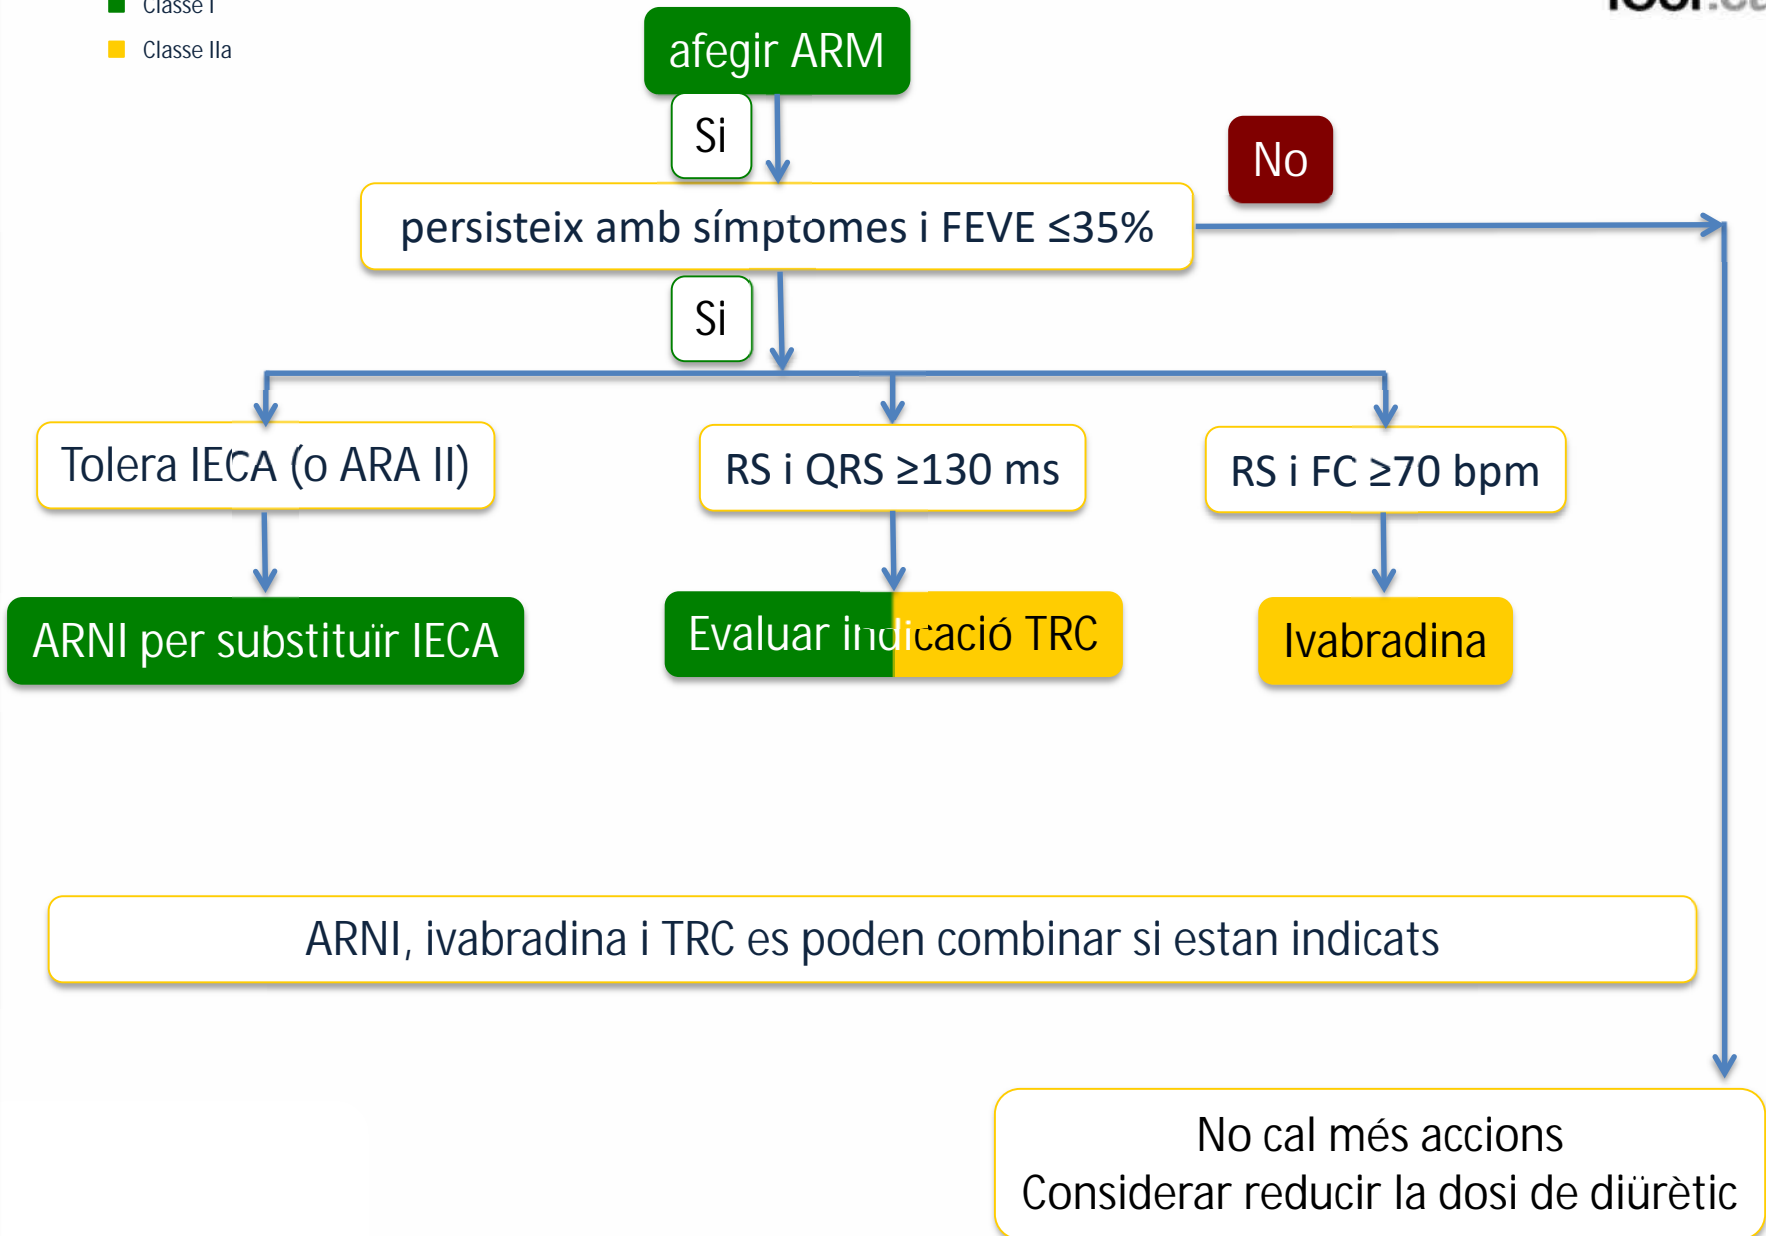 Classe I
Classe IIa
afegir ARM
Si
No
persisteix amb símptomes i FEVE ≤35%
Si
Tolera IECA (o ARA II)
RS i QRS ≥130 ms
RS i FC ≥70 bpm
ARNI per substituïr IECA
Evaluar indicació TRC
Ivabradina
ARNI, ivabradina i TRC es poden combinar si estan indicats
No cal més accions
Considerar reducir la dosi de diürètic